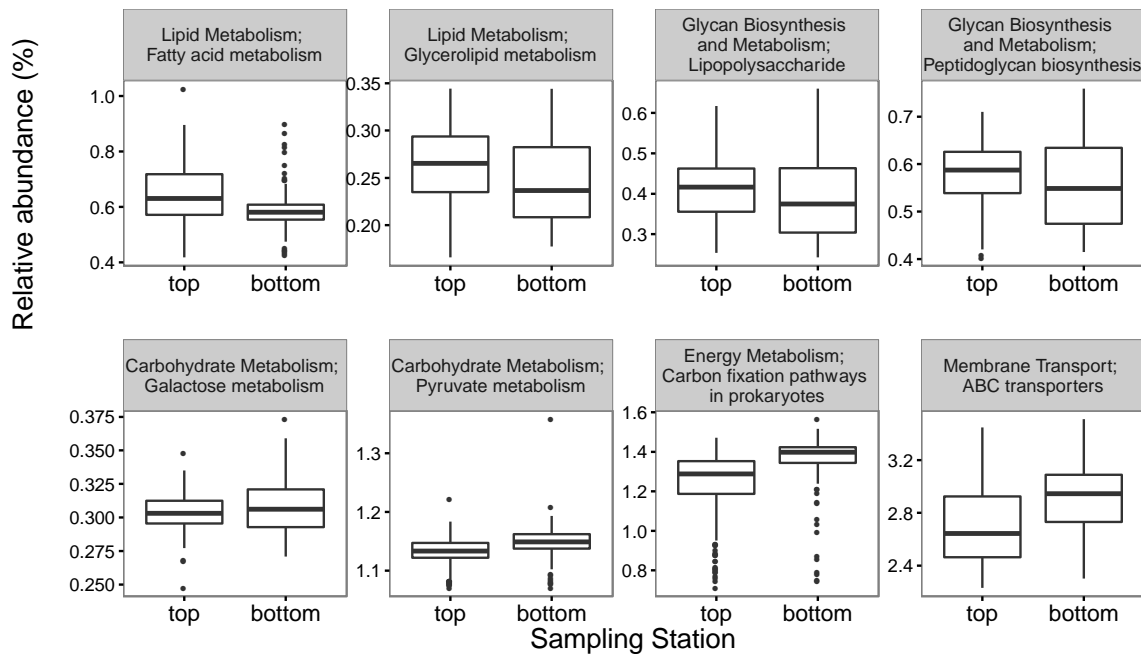 Relative abundance (%)
Lipid Metabolism;
Fatty acid metabolism
1.0
0.8
0.6
0.4
top bottom
Lipid Metabolism;
Glycerolipid metabolism
0.35
0.30
0.25
0.20
top bottom
Glycan Biosynthesis
and Metabolism;
Lipopolysaccharide
0.6
0.5
0.4
0.3
top bottom
Glycan Biosynthesis
and Metabolism;
Peptidoglycan biosynthesis
0.7
0.6
0.5
0.4
top bottom
Carbohydrate Metabolism;
Galactose metabolism
0.375
0.350
0.325
0.300
0.275
0.250
top bottom
Carbohydrate Metabolism;
Pyruvate metabolism
1.3
1.2
1.1
top bottom
Energy Metabolism;
Carbon fixation pathways
in prokaryotes
1.6
1.4
1.2
1.0
0.8
top bottom
Membrane Transport;
ABC transporters
3.2
2.8
2.4
top bottom
Sampling Station